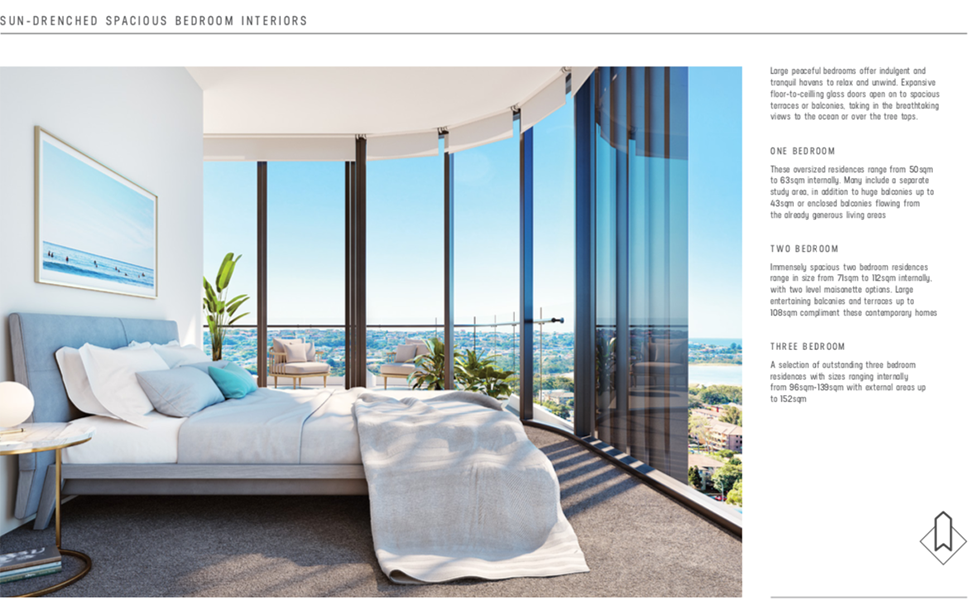 SUN-DRENCHED SPACIOUS BEDROOM INTERIORS
Large peaceful bedrooms offer indulgent and
tranquil havens to relax and unwind. Expansive
floor-to-ceilling glass doors open on to spacious
terraces or balconies, taking in the breathtaking
views to the ocean or over the tree tops.
ONE BEDROOM
These oversized residences range from 50sqm
to 63sqm internally. Many include a separate
study area, in addition to huge balconies up to
43sqm or enclosed balconies flowing from
the already generous living areas
TWO BEDROOM
Immensely spacious two bedroom residences
range in size from 71sqm to 112sqm internally,
with two level maisonette options. Large
entertaining balconies and terraces up to
108sqm compliment these contemporary homes
THREE BEDROOM
A selection of outstanding three bedroom
residences with sizes ranging internally
from 96sqm-139sqm with external areas up
to 152sqm